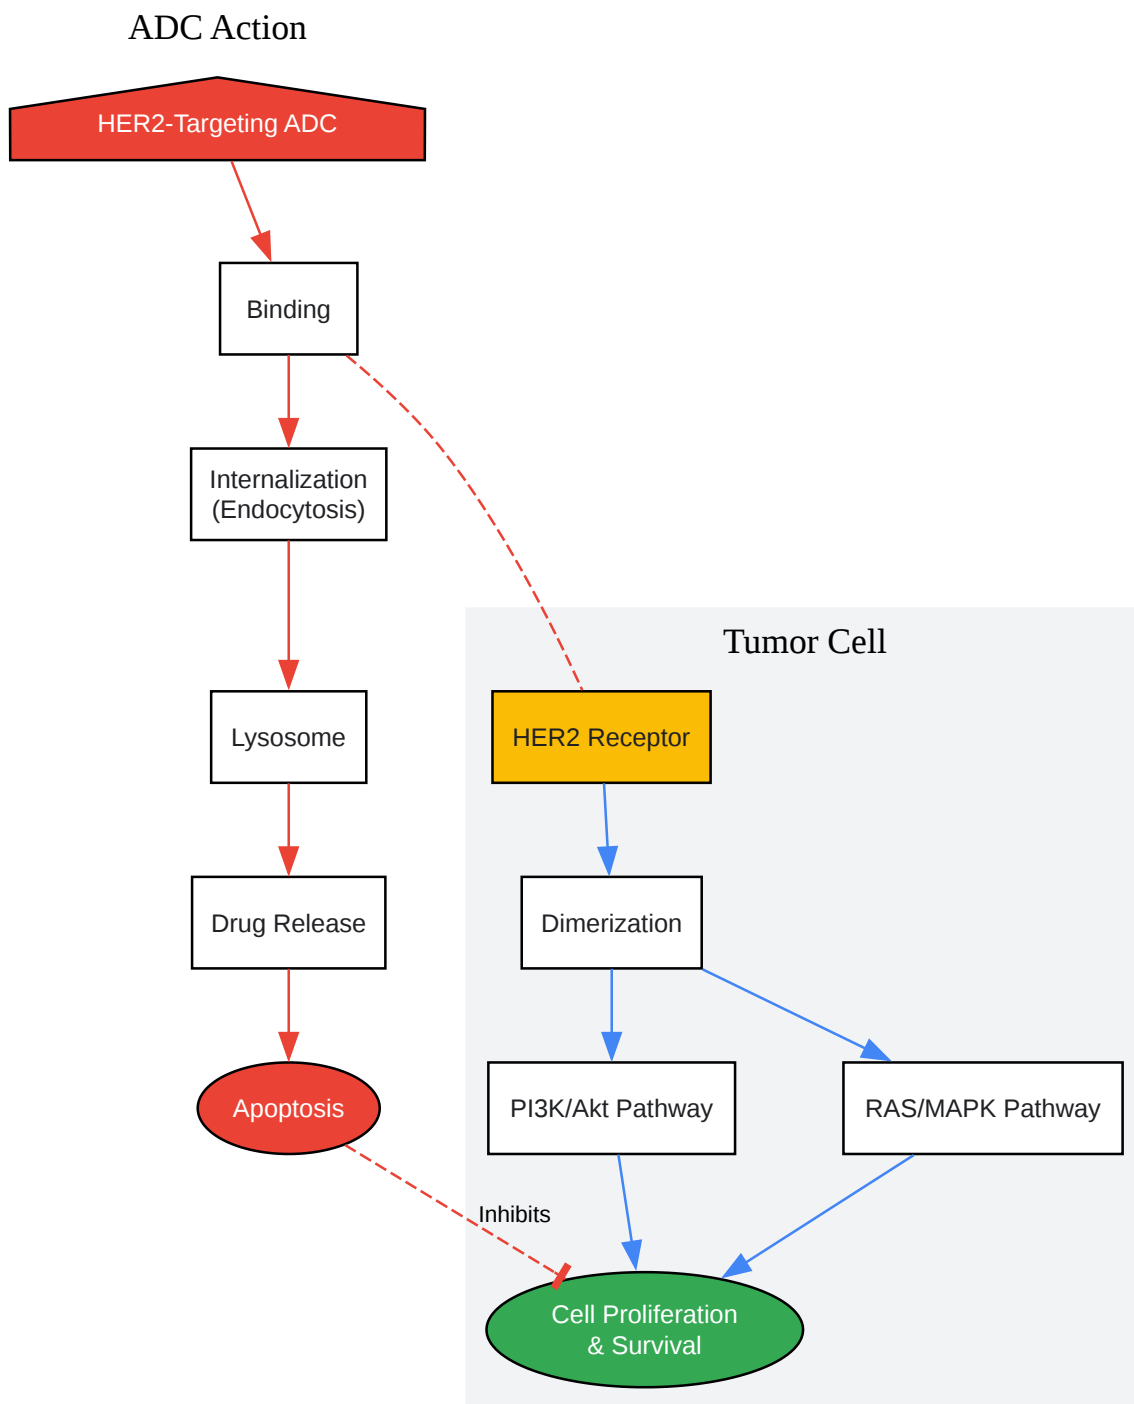 ADC Action
HER2-Targeting ADC
Binding
Internalization
(Endocytosis)
Tumor Cell
Lysosome
HER2 Receptor
Drug Release
Dimerization
Apoptosis
PI3K/Akt Pathway
RAS/MAPK Pathway
Inhibits
Cell Proliferation
& Survival